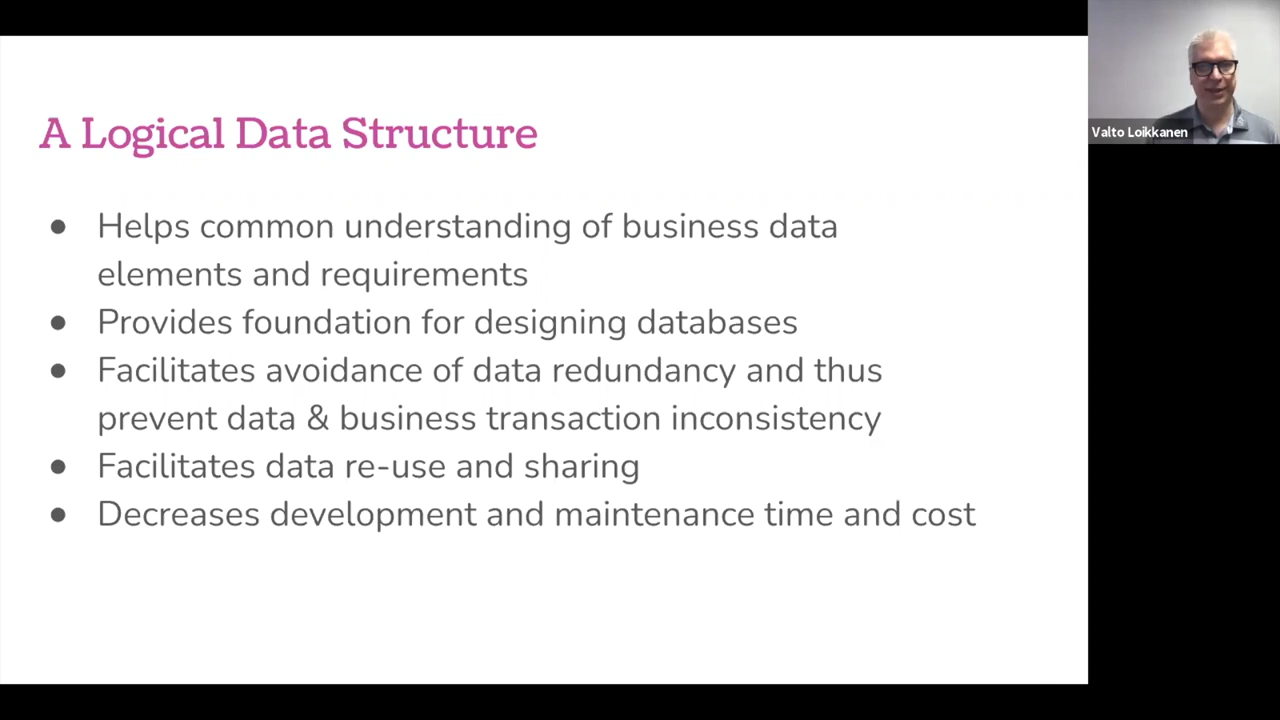 A Logical Data Structure
● Helps common understanding of business data
elements and requirements
● Provides foundation for designing databases
● Facilitates avoidance of data redundancy and thus
prevent data & business transaction inconsistency
● Facilitates data re-use and sharing
● Decreases development and maintenance time and cost
Valto Loikkanen